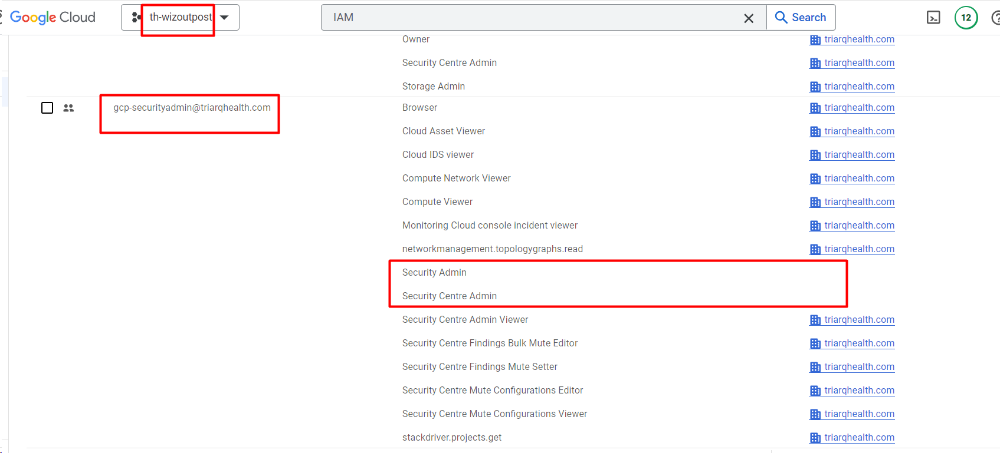 Google Cloud th-wizoutpost IAM Search 12
Owner triarqhealth.com
Security Centre Admin triarqhealth.com
Storage Admin triarqhealth.com
gcp-securityadmin@triarqhealth.com Browser triarqhealth.com
Cloud Asset Viewer triarqhealth.com
Cloud IDS viewer triarqhealth.com
Compute Network Viewer triarqhealth.com
Compute Viewer triarqhealth.com
Monitoring Cloud console incident viewer triarqhealth.com
networkmanagement.topologygraphs.read triarqhealth.com
Security Admin
Security Centre Admin
Security Centre Admin Viewer triarqhealth.com
Security Centre Findings Bulk Mute Editor triarqhealth.com
Security Centre Findings Mute Setter triarqhealth.com
Security Centre Mute Configurations Editor triarqhealth.com
Security Centre Mute Configurations Viewer triarqhealth.com
stackdriver.projects.get triarqhealth.com